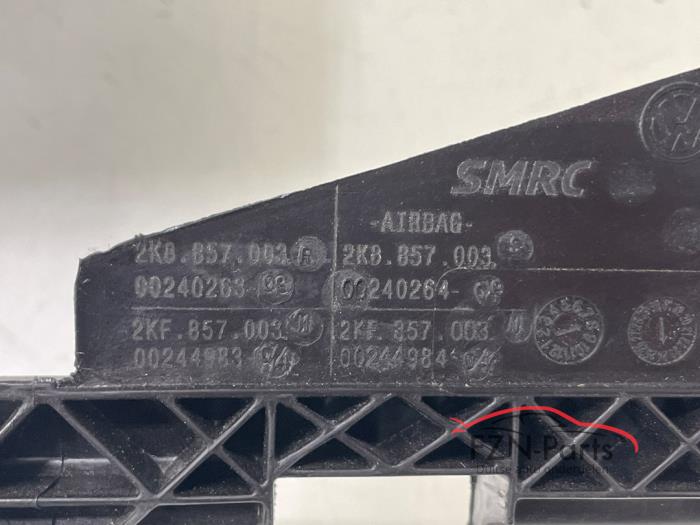 SMRC
-AIRBAG-
2K8.857.003 2K8.857.003
00240263 00240264-
2KF.857.003 2KF.857.003
00244983 00244984
FZN-Parts